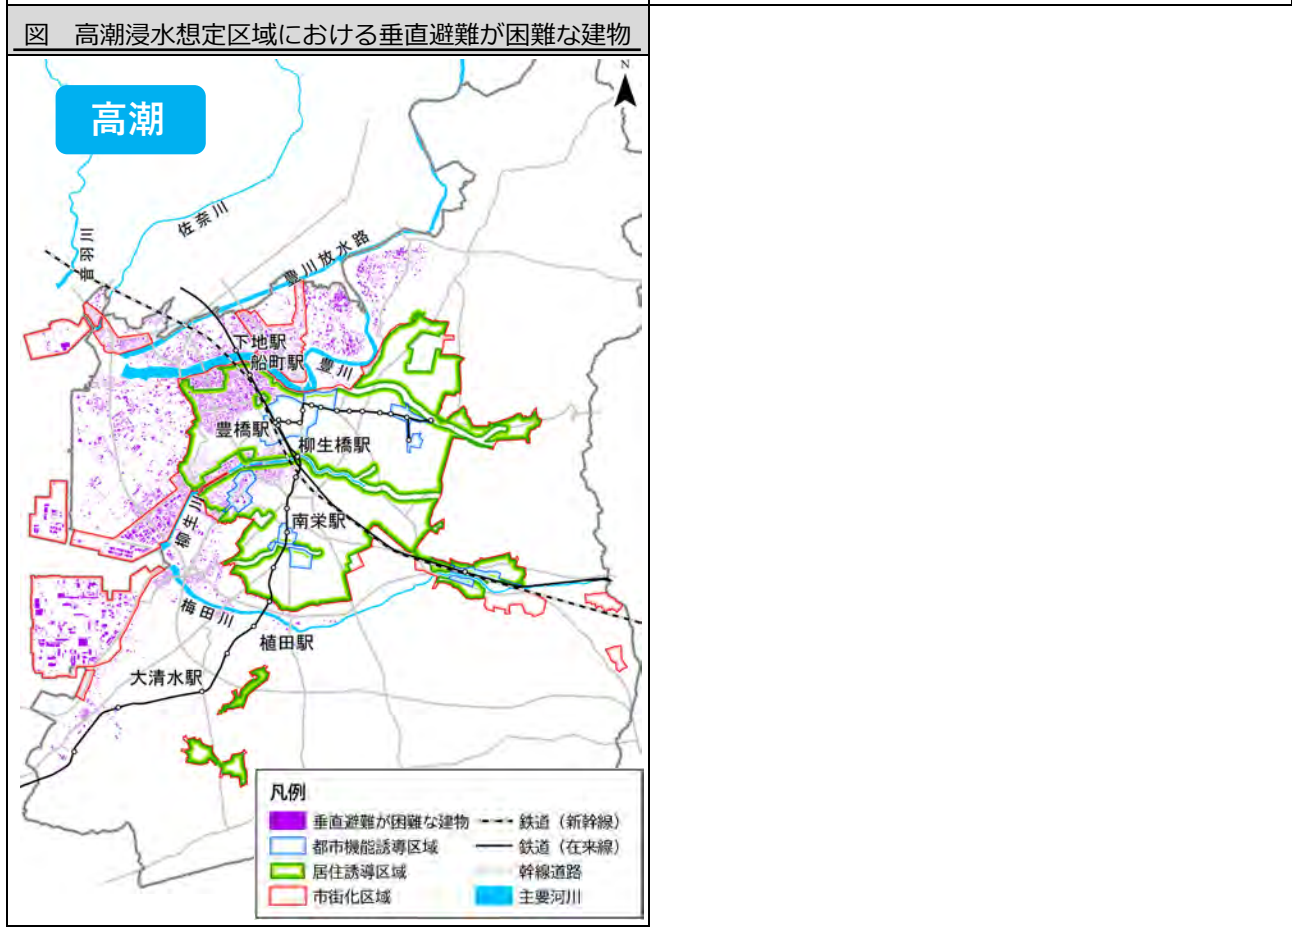 図 高潮浸水想定区域における垂直避難が困難な建物
高潮
N
佐奈川
音羽川
豊川放水路
下地駅
船町駅
豊川
豊橋駅
柳生橋駅
柳生川
南栄駅
梅田川
植田駅
大清水駅
凡例
垂直避難が困難な建物
鉄道（新幹線）
都市機能誘導区域
鉄道（在来線）
居住誘導区域
幹線道路
市街化区域
主要河川